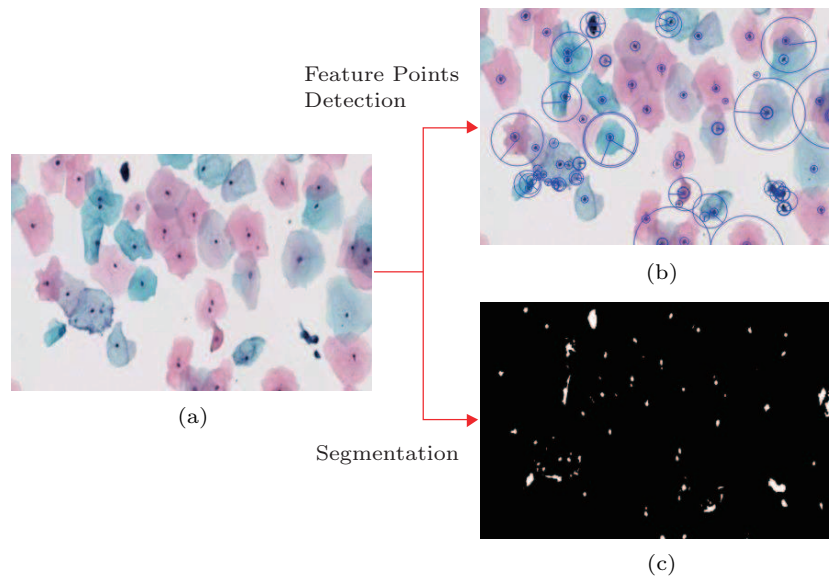 Feature Points
Detection
(b)
(a)
Segmentation
(c)